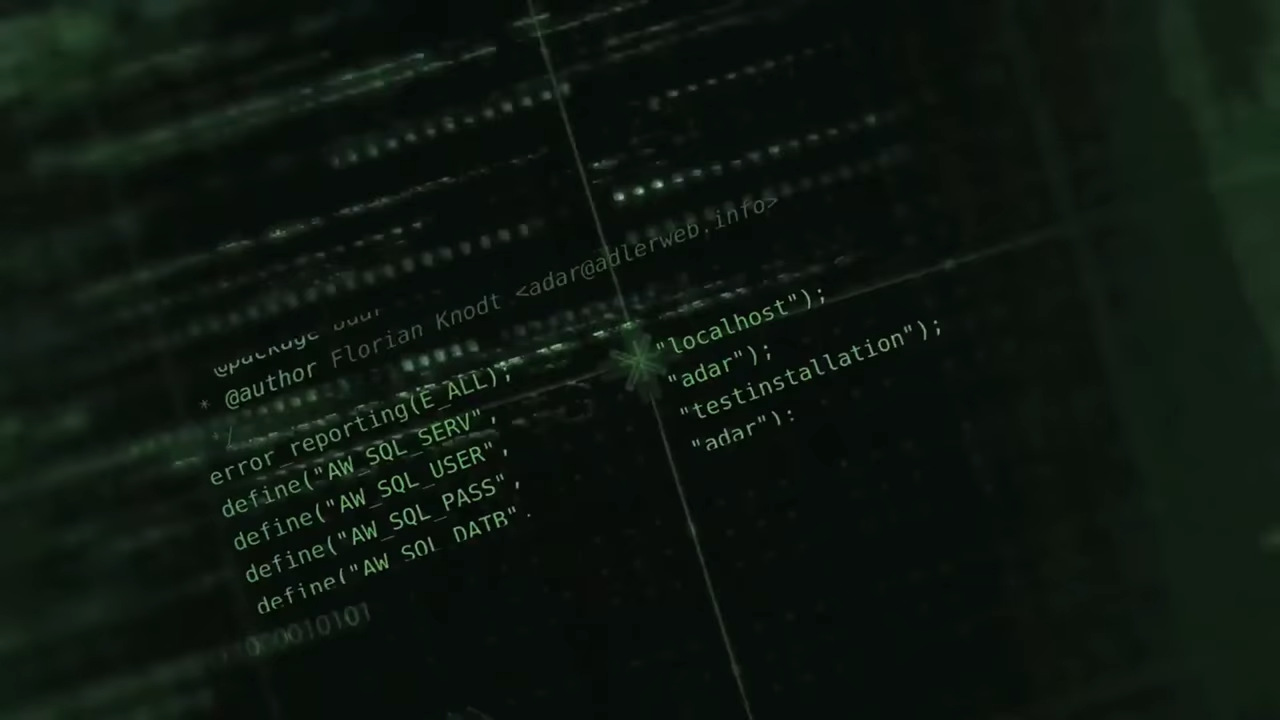 @package
* @author Florian Knodt <adar@adlerweb.info>
*/
error_reporting(E_ALL);
define("AW_SQL_SERV", "localhost");
define("AW_SQL_USER", "adar");
define("AW_SQL_PASS", "testinstallation");
define("AW_SQL_DATB", "adar");